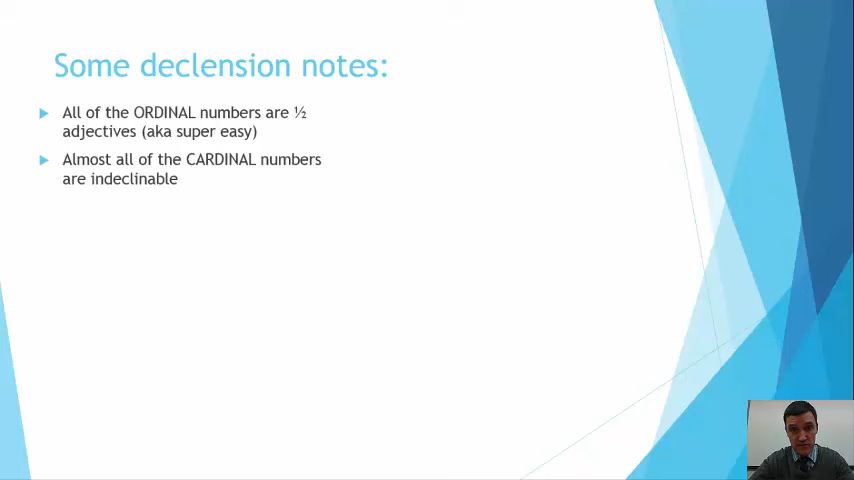 Some declension notes:
All of the ORDINAL numbers are ½
adjectives (aka super easy)
Almost all of the CARDINAL numbers
are indeclinable